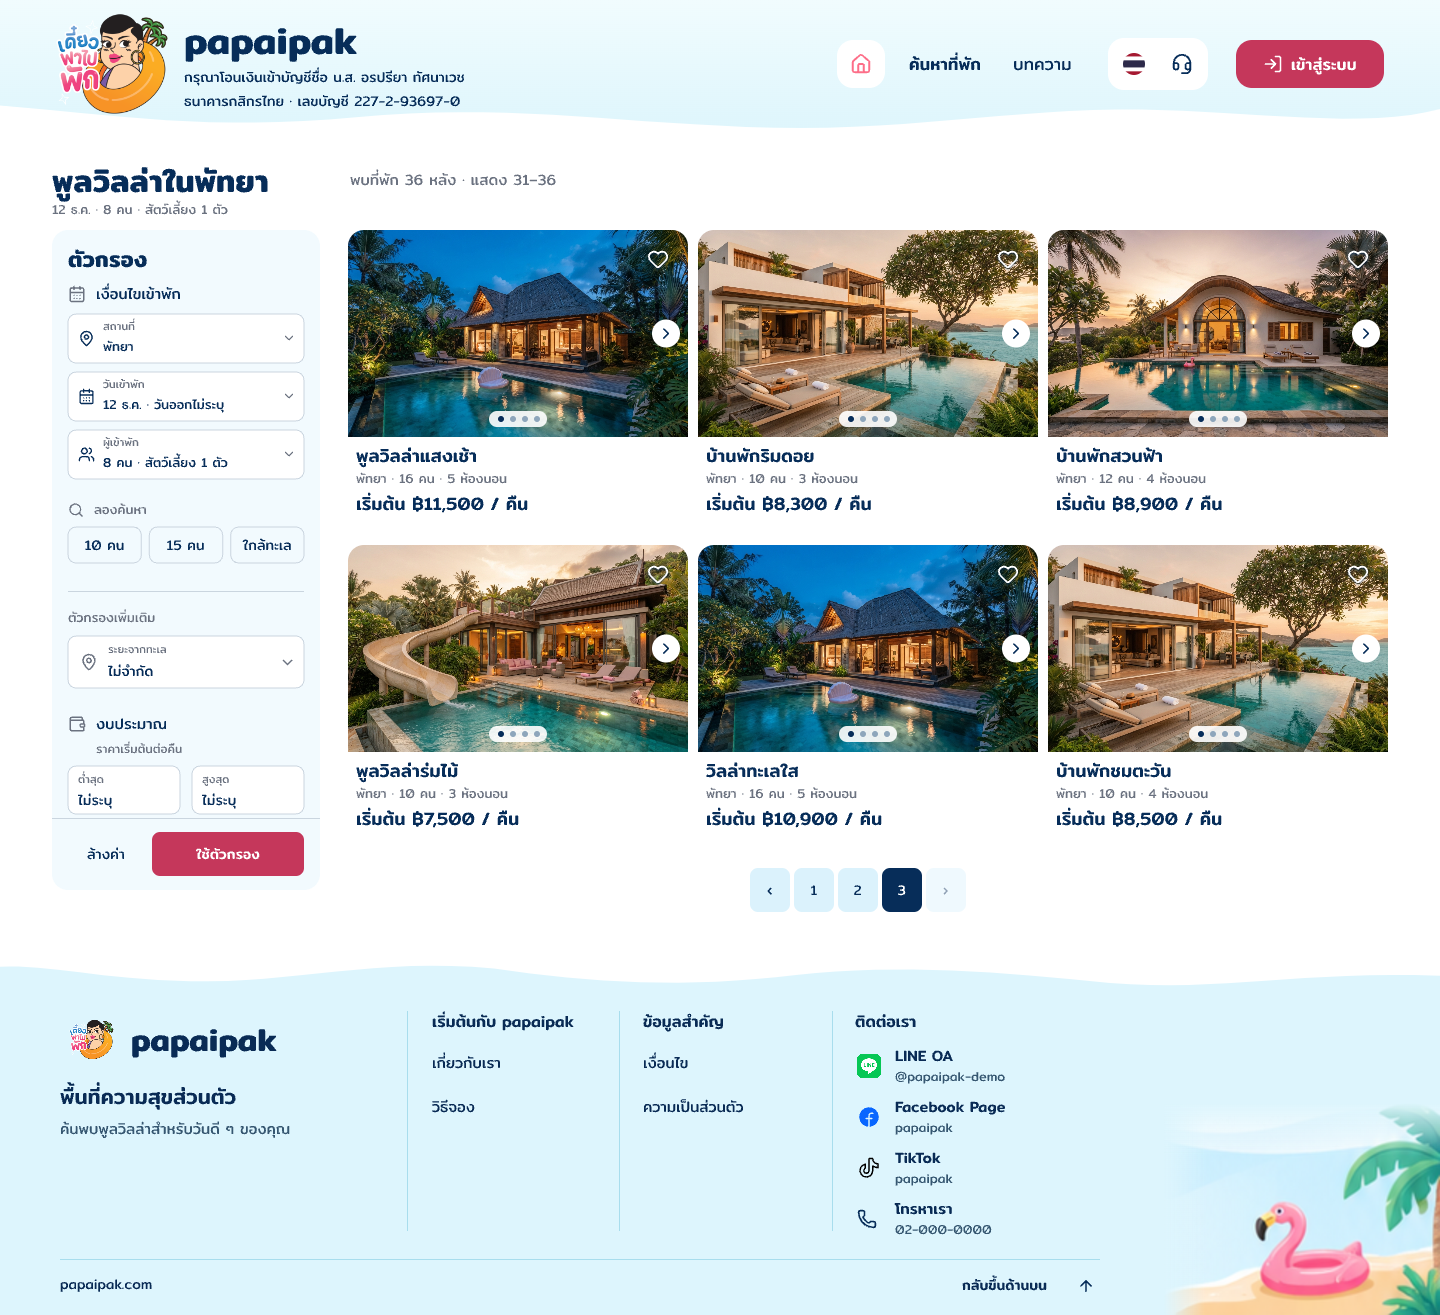 เดี๋ยว
พาไป
พัก
papaipak
กรุณาโอนเงินเข้าบัญชีชื่อ น.ส. อรปรียา ทัศนาเวช
ธนาคารกสิกรไทย · เลขบัญชี 227-2-93697-0
ค้นหาที่พัก
บทความ
เข้าสู่ระบบ
พูลวิลล่าในพัทยา
12 ธ.ค. · 8 คน · สัตว์เลี้ยง 1 ตัว
พบที่พัก 36 หลัง · แสดง 31–36
ตัวกรอง
เงื่อนไขเข้าพัก
สถานที่
พัทยา
วันเข้าพัก
12 ธ.ค. · วันออกไม่ระบุ
ผู้เข้าพัก
8 คน · สัตว์เลี้ยง 1 ตัว
ลองค้นหา
10 คน
15 คน
ใกล้ทะเล
ตัวกรองเพิ่มเติม
ระยะจากทะเล
ไม่จำกัด
งบประมาณ
ราคาเริ่มต้นต่อคืน
ต่ำสุด
ไม่ระบุ
สูงสุด
ไม่ระบุ
ล้างค่า
ใช้ตัวกรอง
พูลวิลล่าแสงเช้า
พัทยา · 16 คน · 5 ห้องนอน
เริ่มต้น ฿11,500 / คืน
บ้านพักริมดอย
พัทยา · 10 คน · 3 ห้องนอน
เริ่มต้น ฿8,300 / คืน
บ้านพักสวนฟ้า
พัทยา · 12 คน · 4 ห้องนอน
เริ่มต้น ฿8,900 / คืน
พูลวิลล่าร่มไม้
พัทยา · 10 คน · 3 ห้องนอน
เริ่มต้น ฿7,500 / คืน
วิลล่าทะเลใส
พัทยา · 16 คน · 5 ห้องนอน
เริ่มต้น ฿10,900 / คืน
บ้านพักชมตะวัน
พัทยา · 10 คน · 4 ห้องนอน
เริ่มต้น ฿8,500 / คืน
‹ 1 2 3 ›
เดี๋ยว
พาไป
พัก
papaipak
พื้นที่ความสุขส่วนตัว
ค้นพบพูลวิลล่าสำหรับวันดี ๆ ของคุณ
เริ่มต้นกับ papaipak
เกี่ยวกับเรา
วิธีจอง
ข้อมูลสำคัญ
เงื่อนไข
ความเป็นส่วนตัว
ติดต่อเรา
LINE
LINE OA
@papaipak-demo
Facebook Page
papaipak
TikTok
papaipak
โทรหาเรา
02-000-0000
papaipak.com
กลับขึ้นด้านบน